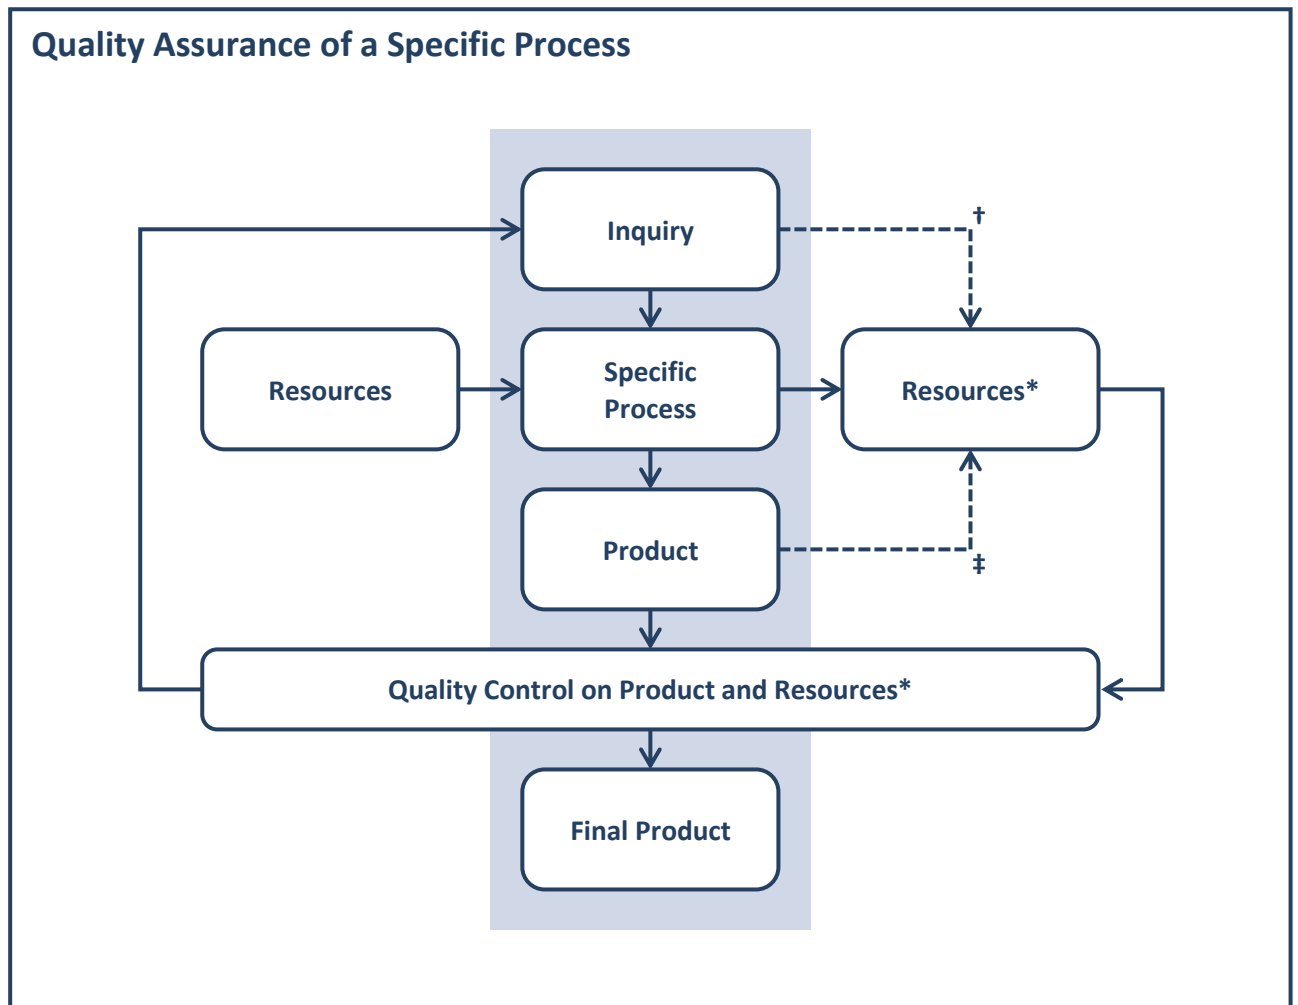 Quality Assurance of a Specific Process
Inquiry
†
Resources
Specific
Process
Resources*
Product
‡
Quality Control on Product and Resources*
Final Product